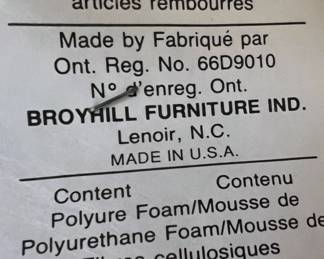 articles rembourrés
Made by Fabriqué par
Ont. Reg. No. 66D9010
N° d'enreg. Ont.
BROYHILL FURNITURE IND.
Lenoir, N.C.
MADE IN U.S.A.
Content Contenu
Polyure Foam/Mousse de
Polyurethane Foam/Mousse de
Fibres cellulosiques